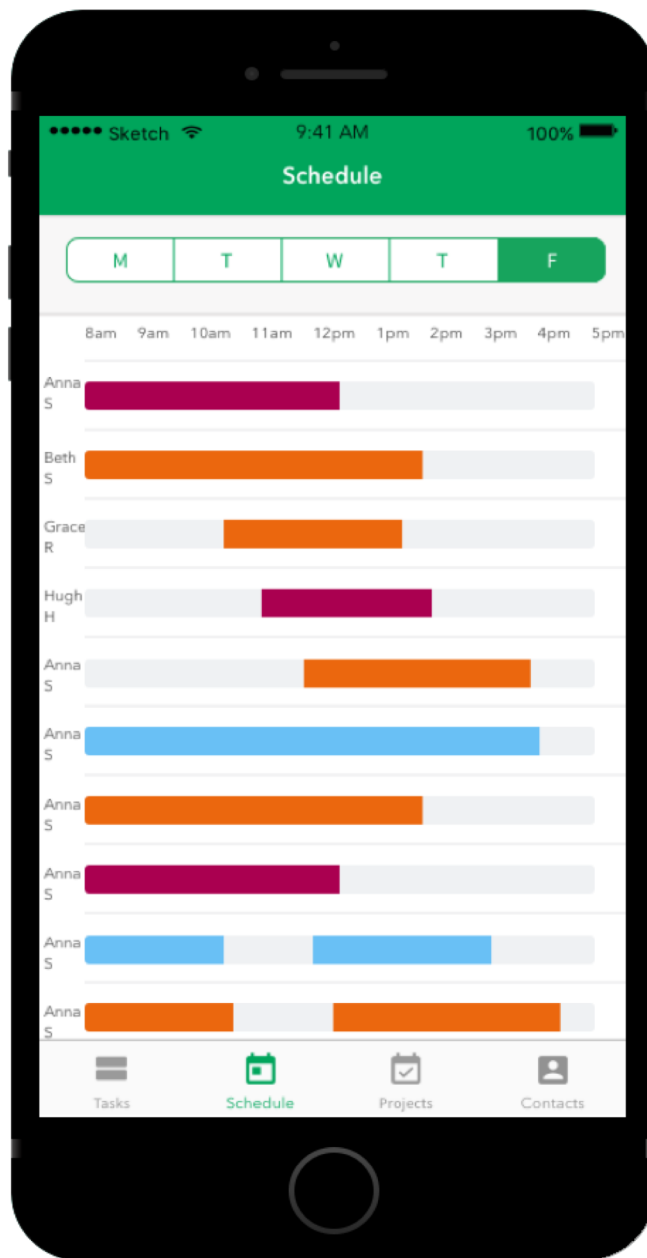 Sketch 9:41 AM 100%
Schedule
M T W T F
8am 9am 10am 11am 12pm 1pm 2pm 3pm 4pm 5pm
Anna
S
Beth
S
Grace
R
Hugh
H
Anna
S
Anna
S
Anna
S
Anna
S
Anna
S
Anna
S
Tasks Schedule Projects Contacts